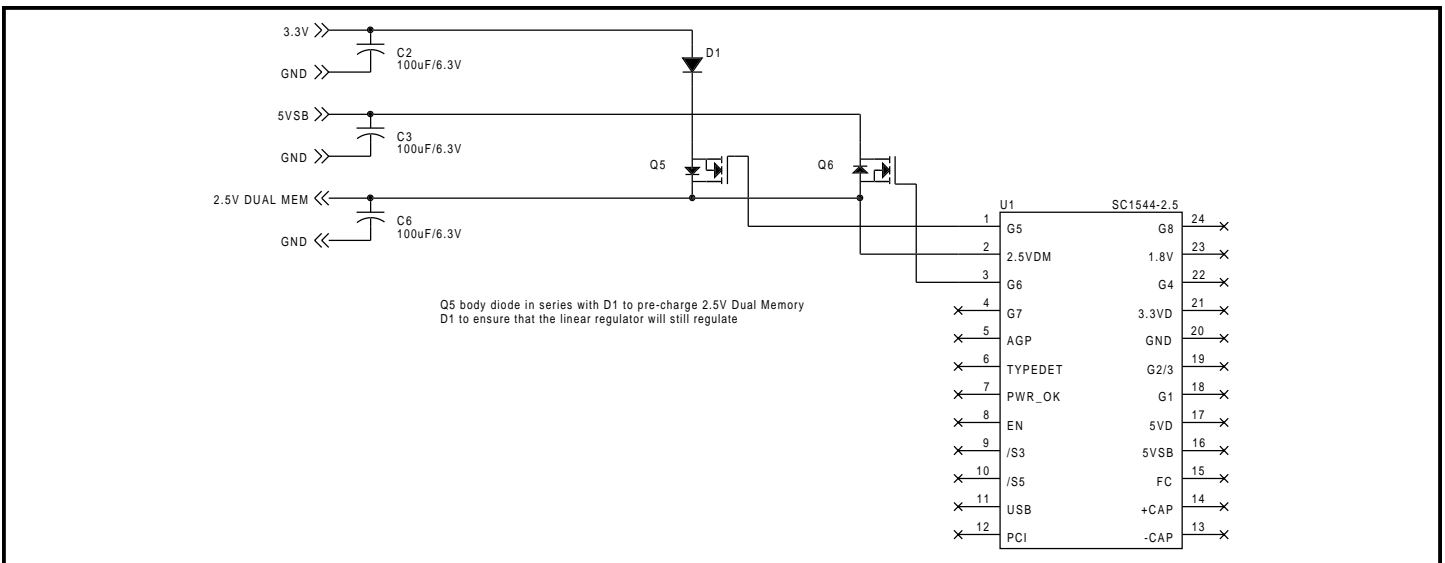 3.3V
C2
100uF/6.3V
GND
D1
5VSB
C3
100uF/6.3V
GND
Q5
Q6
2.5V DUAL MEM
C6
100uF/6.3V
GND
Q5 body diode in series with D1 to pre-charge 2.5V Dual Memory
D1 to ensure that the linear regulator will still regulate
U1 SC1544-2.5
1 G5 G8 24
2 2.5VDM 1.8V 23
3 G6 G4 22
4 G7 3.3VD 21
5 AGP GND 20
6 TYPEDET G2/3 19
7 PWR_OK G1 18
8 EN 5VD 17
9 /S3 5VSB 16
10 /S5 FC 15
11 USB +CAP 14
12 PCI -CAP 13